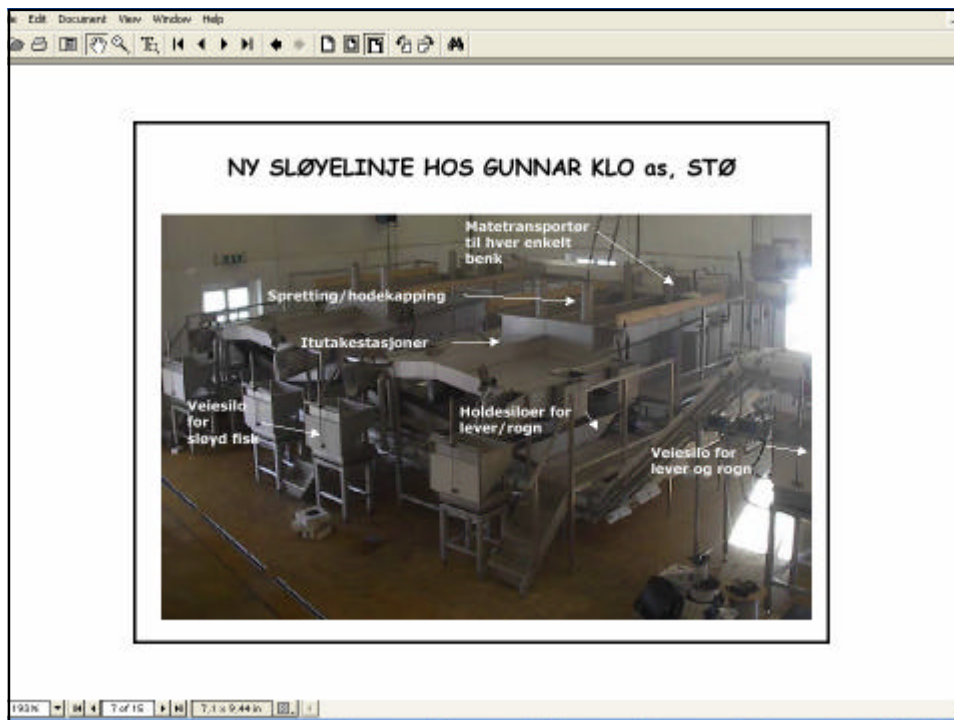 Edit Document View Window Help
NY SLØYELINJE HOS GUNNAR KLO as, STØ
Matetransportør
til hver enkelt
benk
Spretting/hodekapping
Itutakestasjoner
Veiesilo
for
sløyd fisk
Holdesiloer for
lever/rogn
Veiesilo for
lever og rogn
193% 7 of 15 7,1 x 9,44 in